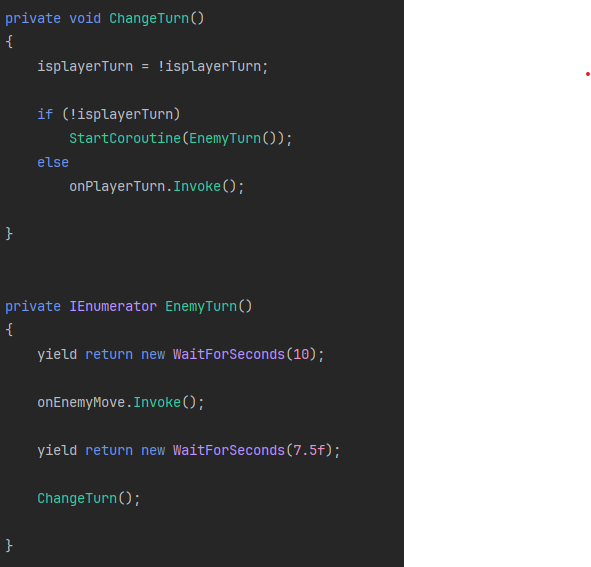 private void ChangeTurn()
{
isplayerTurn = !isplayerTurn;
if (!isplayerTurn)
StartCoroutine(EnemyTurn());
else
onPlayerTurn.Invoke();
}
private IEnumerator EnemyTurn()
{
yield return new WaitForSeconds(10);
onEnemyMove.Invoke();
yield return new WaitForSeconds(7.5f);
ChangeTurn();
}